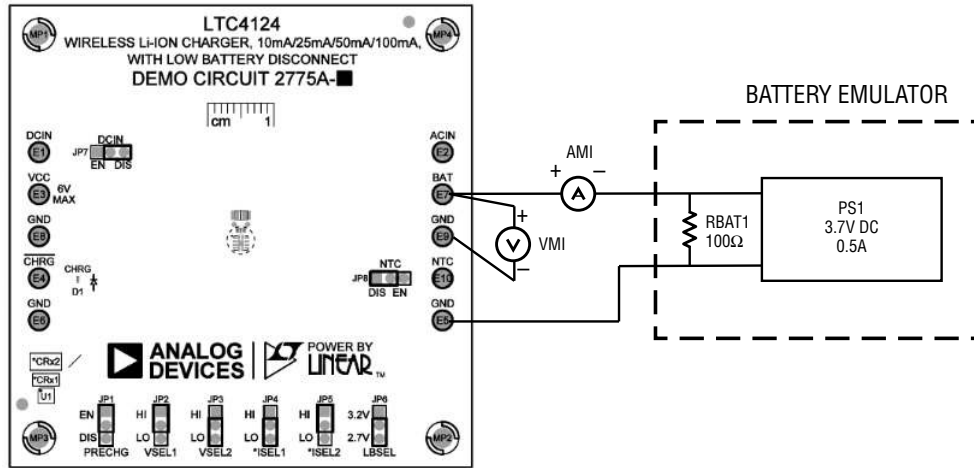 LTC4124
WIRELESS Li-ION CHARGER, 10mA/25mA/50mA/100mA,
WITH LOW BATTERY DISCONNECT
DEMO CIRCUIT 2775A-
MP1
MP4
cm 1
DCIN
E1
JP7
DCIN
EN DIS
VCC
E3
6V
MAX
GND
E8
CHRG
E4
CHRG
D1
GND
E6
ACIN
E2
BAT
E7
GND
E9
NTC
E10
JP8
NTC
DIS EN
E5
BATTERY EMULATOR
AMI
+ −
A
+
V
VMI
−
RBAT1
100Ω
PS1
3.7V DC
0.5A
ANALOG
DEVICES
POWER BY
LINEAR TM
*CRx2
*CRx1
U1
MP3
MP2
JP1
EN
DIS
PRECHG
JP2
HI
LO
VSEL1
JP3
HI
LO
VSEL2
JP4
HI
LO
*ISEL1
JP5
HI
LO
*ISEL2
JP6
3.2V
2.7V
LBSEL